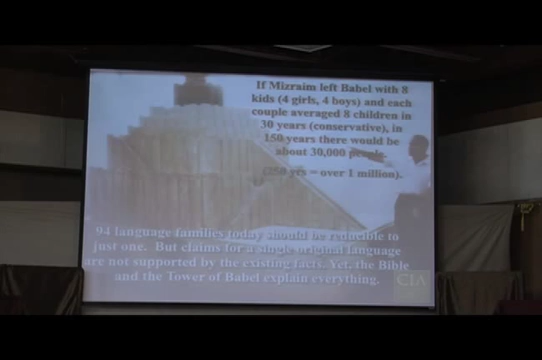 If Mizraim left Babel with 8
kids (4 girls, 4 boys) and each
couple averaged 8 children in
30 years (conservative), in
150 years there would be
about 30,000 people.
(250 yrs = over 1 million).
94 language families today should be reducible to
just one. But claims for a single original language
are not supported by the existing facts. Yet, the Bible
and the Tower of Babel explain everything.